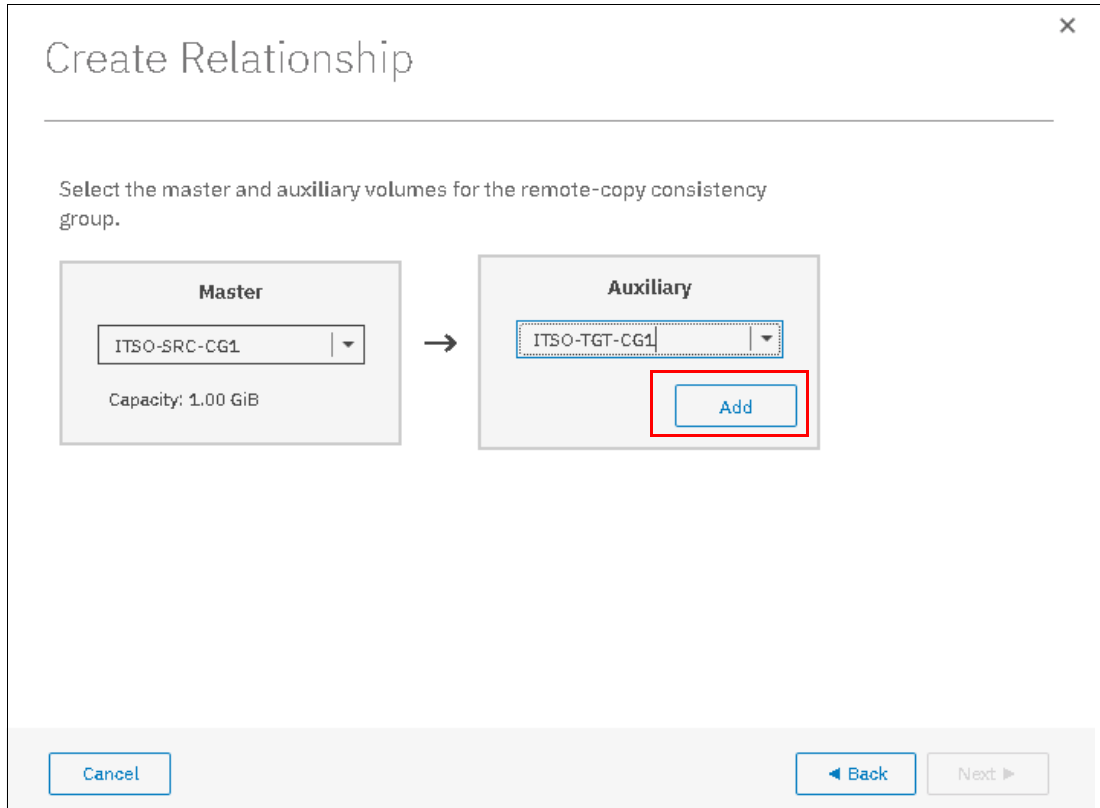 Create Relationship
Select the master and auxiliary volumes for the remote-copy consistency
group.
Master
ITSO-SRC-CG1
Capacity: 1.00 GiB
Auxiliary
ITSO-TGT-CG1
Add
Cancel
Back
Next